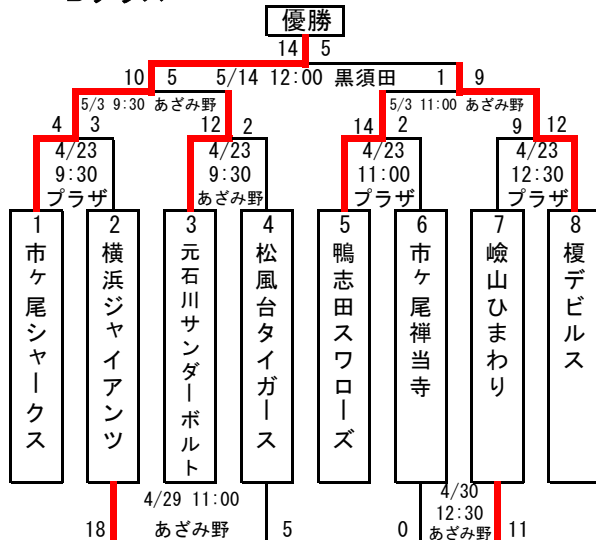 優勝
14 5
10 5 5/14 12:00 黒須田 1 9
5/3 9:30 あざみ野 5/3 11:00 あざみ野
4 3 12 2 14 2 9 12
4/23 4/23 4/23 4/23
9:30 9:30 11:00 12:30
プラザ あざみ野 プラザ プラザ
1 2 3 4 5 6 7 8
市ヶ尾シャークス
横浜ジャイアンツ
元石川サンダーボルト
松風台タイガース
鴨志田スワローズ
市ヶ尾禅当寺
嶮山ひまわり
榎デビルス
4/29 11:00
あざみ野
18 5
4/30
12:30
あざみ野
0 11